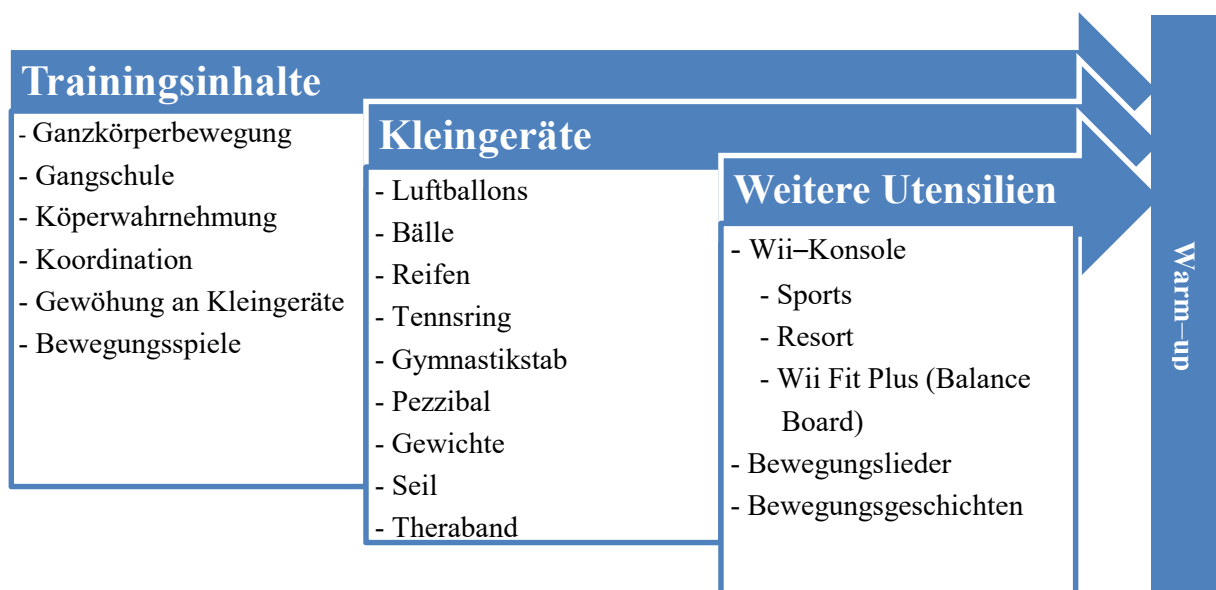 Trainingsinhalte
- Ganzkörperbewegung
- Gangschule
- Köperwahrnehmung
- Koordination
- Gewöhung an Kleingeräte
- Bewegungsspiele
Kleingeräte
- Luftballons
- Bälle
- Reifen
- Tennsring
- Gymnastikstab
- Pezzibal
- Gewichte
- Seil
- Theraband
Weitere Utensilien
- Wii–Konsole
- Sports
- Resort
- Wii Fit Plus (Balance
Board)
- Bewegungslieder
- Bewegungsgeschichten
Warm–up